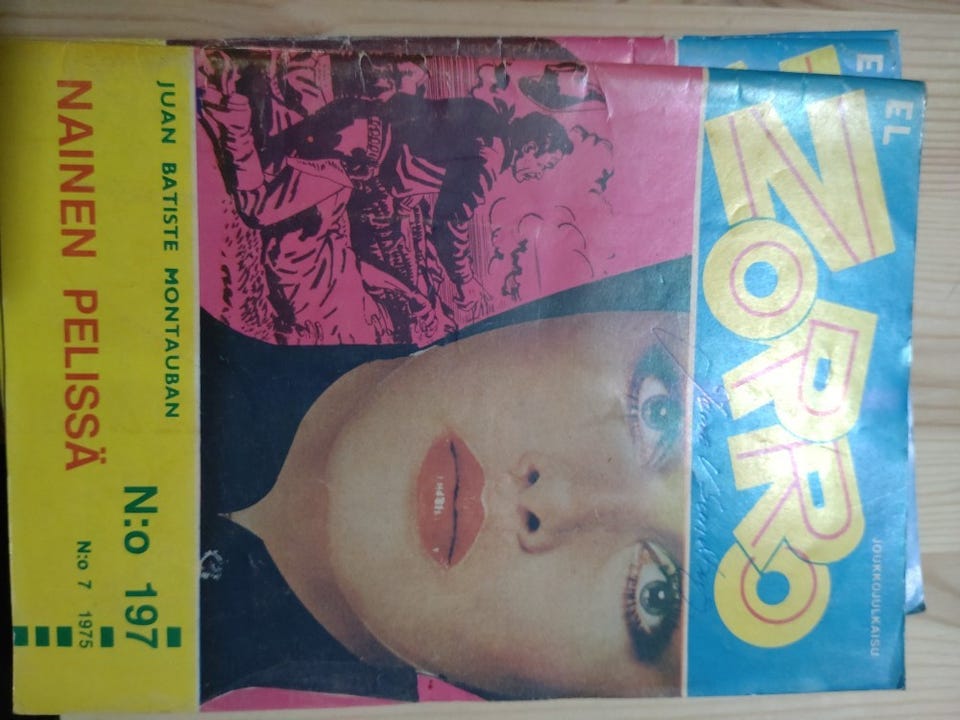 EL
JOUKKOJULKAISU
ZORRO
JUAN BATISTE MONTAUBAN
NAINEN PELISSÄ
N:o 197
N:o 7 1975
E